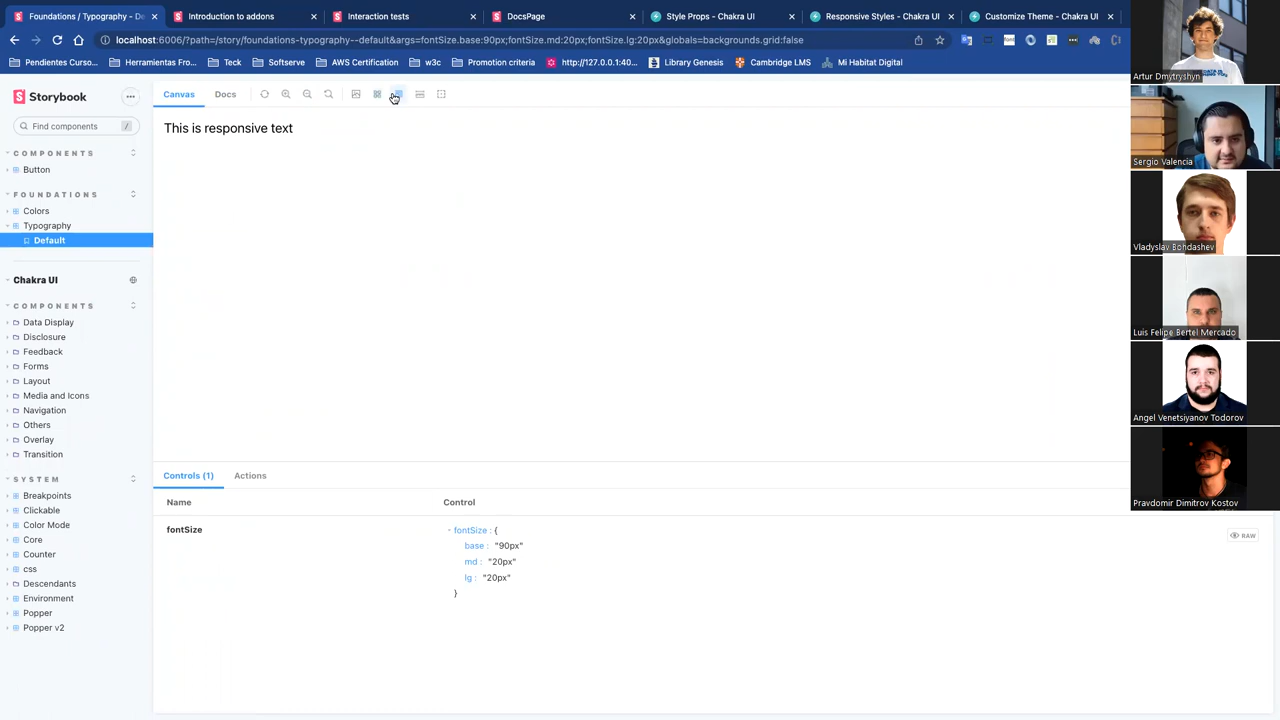 Foundations / Typography - De
Introduction to addons
Interaction tests
DocsPage
Style Props - Chakra UI
Responsive Styles - Chakra UI
Customize Theme - Chakra UI
localhost:6006/?path=/story/foundations-typography--default&args=fontSize.base:90px;fontSize.md:20px;fontSize.lg:20px&globals=backgrounds.grid:false
Pendientes Curso...
Herramientas Fro...
Teck
Softserve
AWS Certification
w3c
Promotion criteria
http://127.0.0.1:40...
Library Genesis
Cambridge LMS
Mi Habitat Digital
Storybook
Find components /
COMPONENTS
Button
FOUNDATIONS
Colors
Typography
Default
Chakra UI
COMPONENTS
Data Display
Disclosure
Feedback
Forms
Layout
Media and Icons
Navigation
Others
Overlay
Transition
SYSTEM
Breakpoints
Clickable
Color Mode
Core
Counter
css
Descendants
Environment
Popper
Popper v2
Canvas
Docs
This is responsive text
Controls (1)
Actions
Name
Control
fontSize
- fontSize : {
base : "90px"
md : "20px"
lg : "20px"
}
RAW
Artur Dmytryshyn
Sergio Valencia
Vladyslav Bohdashev
Luis Felipe Bertel Mercado
Angel Venetsiyanov Todorov
Pravdomir Dimitrov Kostov